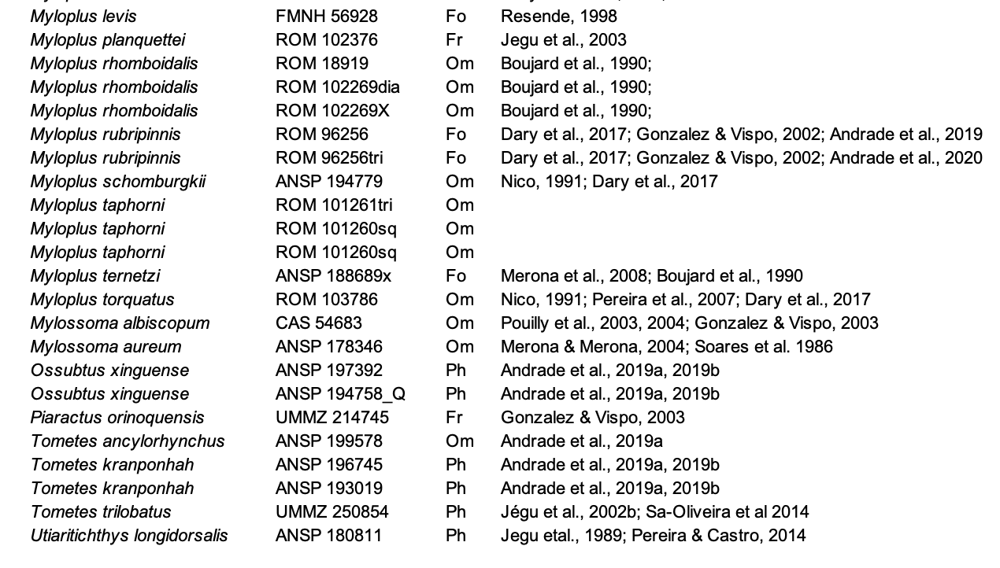 Myloplus levis FMNH 56928 Fo Resende, 1998
Myloplus planquettei ROM 102376 Fr Jegu et al., 2003
Myloplus rhomboidalis ROM 18919 Om Boujard et al., 1990;
Myloplus rhomboidalis ROM 102269dia Om Boujard et al., 1990;
Myloplus rhomboidalis ROM 102269X Om Boujard et al., 1990;
Myloplus rubripinnis ROM 96256 Fo Dary et al., 2017; Gonzalez & Vispo, 2002; Andrade et al., 2019
Myloplus rubripinnis ROM 96256tri Fo Dary et al., 2017; Gonzalez & Vispo, 2002; Andrade et al., 2020
Myloplus schomburgkii ANSP 194779 Om Nico, 1991; Dary et al., 2017
Myloplus taphorni ROM 101261tri Om
Myloplus taphorni ROM 101260sq Om
Myloplus taphorni ROM 101260sq Om
Myloplus ternetzi ANSP 188689x Fo Merona et al., 2008; Boujard et al., 1990
Myloplus torquatus ROM 103786 Om Nico, 1991; Pereira et al., 2007; Dary et al., 2017
Mylossoma albiscopum CAS 54683 Om Pouilly et al., 2003, 2004; Gonzalez & Vispo, 2003
Mylossoma aureum ANSP 178346 Om Merona & Merona, 2004; Soares et al. 1986
Ossubtus xinguense ANSP 197392 Ph Andrade et al., 2019a, 2019b
Ossubtus xinguense ANSP 194758_Q Ph Andrade et al., 2019a, 2019b
Piaractus orinoquensis UMMZ 214745 Fr Gonzalez & Vispo, 2003
Tometes ancylorhynchus ANSP 199578 Om Andrade et al., 2019a
Tometes kranponhah ANSP 196745 Ph Andrade et al., 2019a, 2019b
Tometes kranponhah ANSP 193019 Ph Andrade et al., 2019a, 2019b
Tometes trilobatus UMMZ 250854 Ph Jégu et al., 2002b; Sa-Oliveira et al 2014
Utiaritichthys longidorsalis ANSP 180811 Ph Jegu etal., 1989; Pereira & Castro, 2014